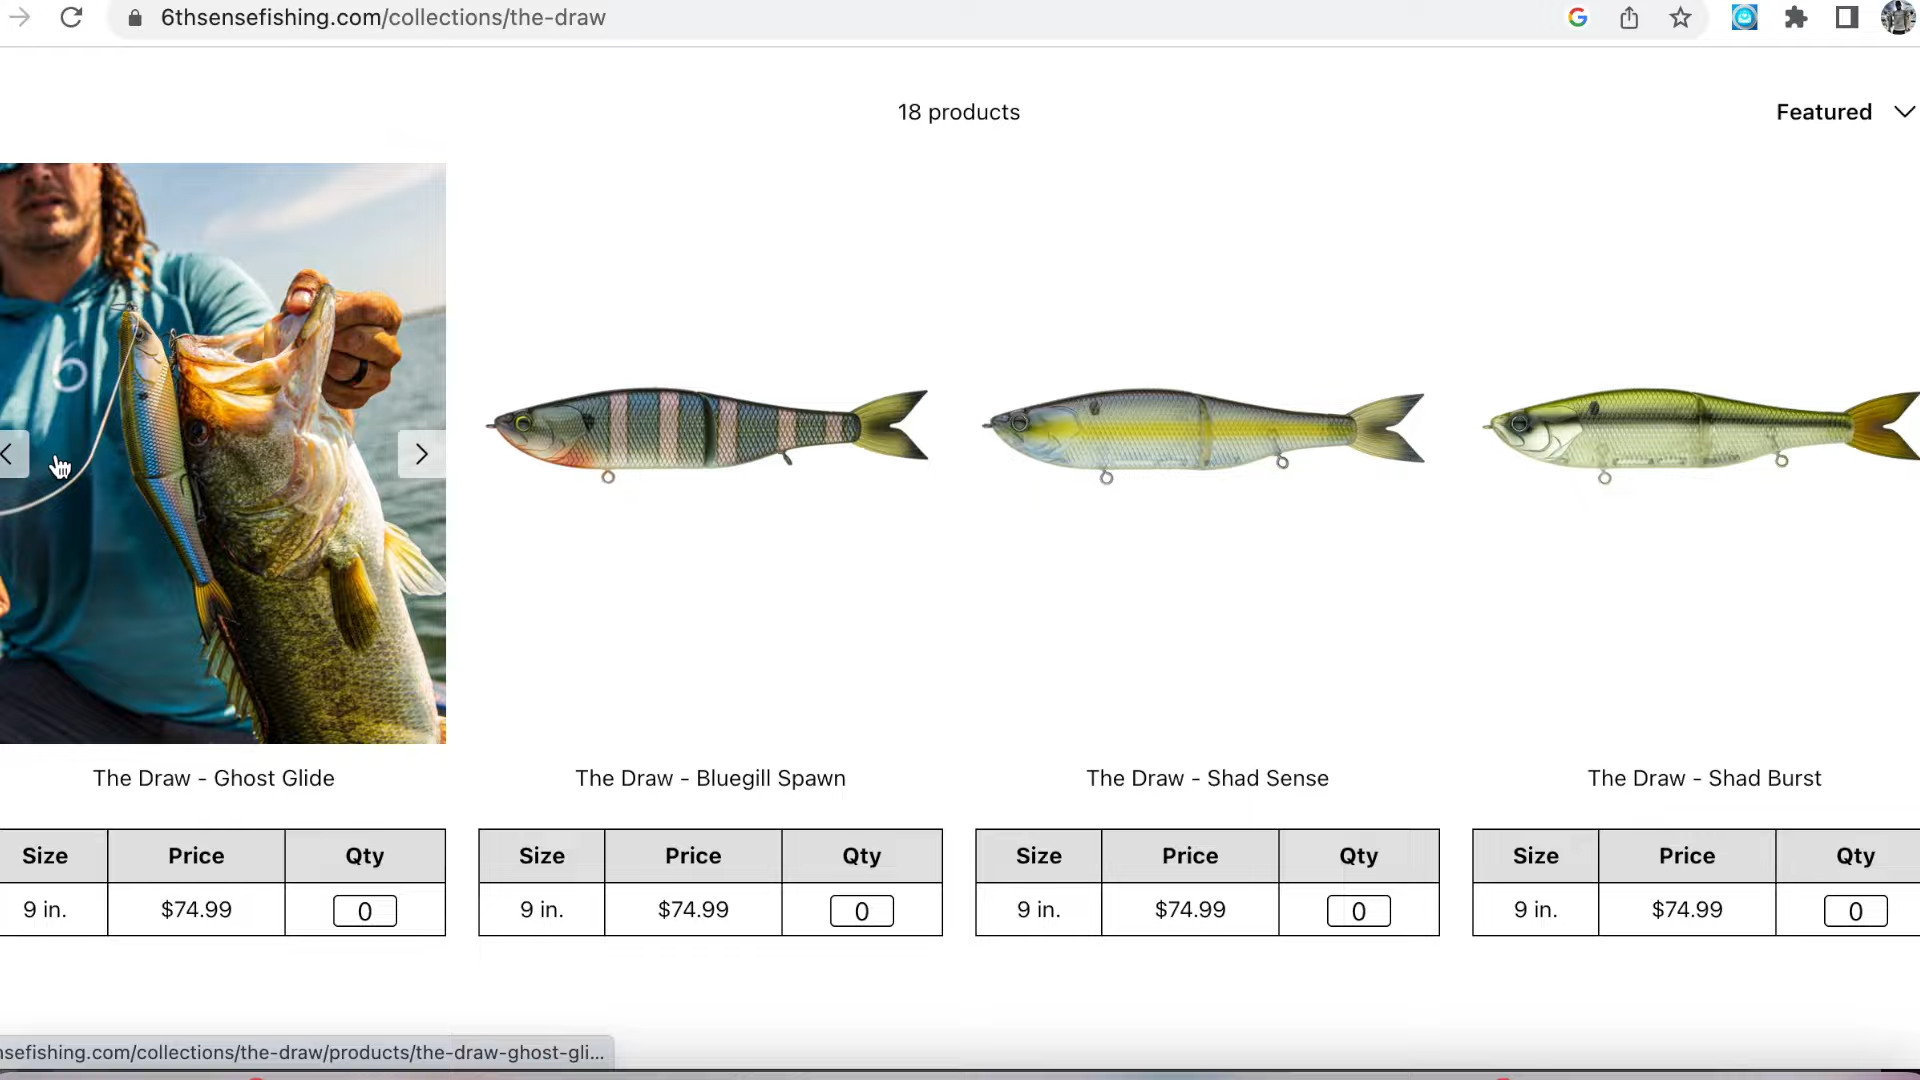 6thsensefishing.com/collections/the-draw
18 products
Featured
6
The Draw - Ghost Glide
The Draw - Bluegill Spawn
The Draw - Shad Sense
The Draw - Shad Burst
Size Price Qty
9 in. $74.99 0
Size Price Qty
9 in. $74.99 0
Size Price Qty
9 in. $74.99 0
Size Price Qty
9 in. $74.99 0
nsefishing.com/collections/the-draw/products/the-draw-ghost-gli...